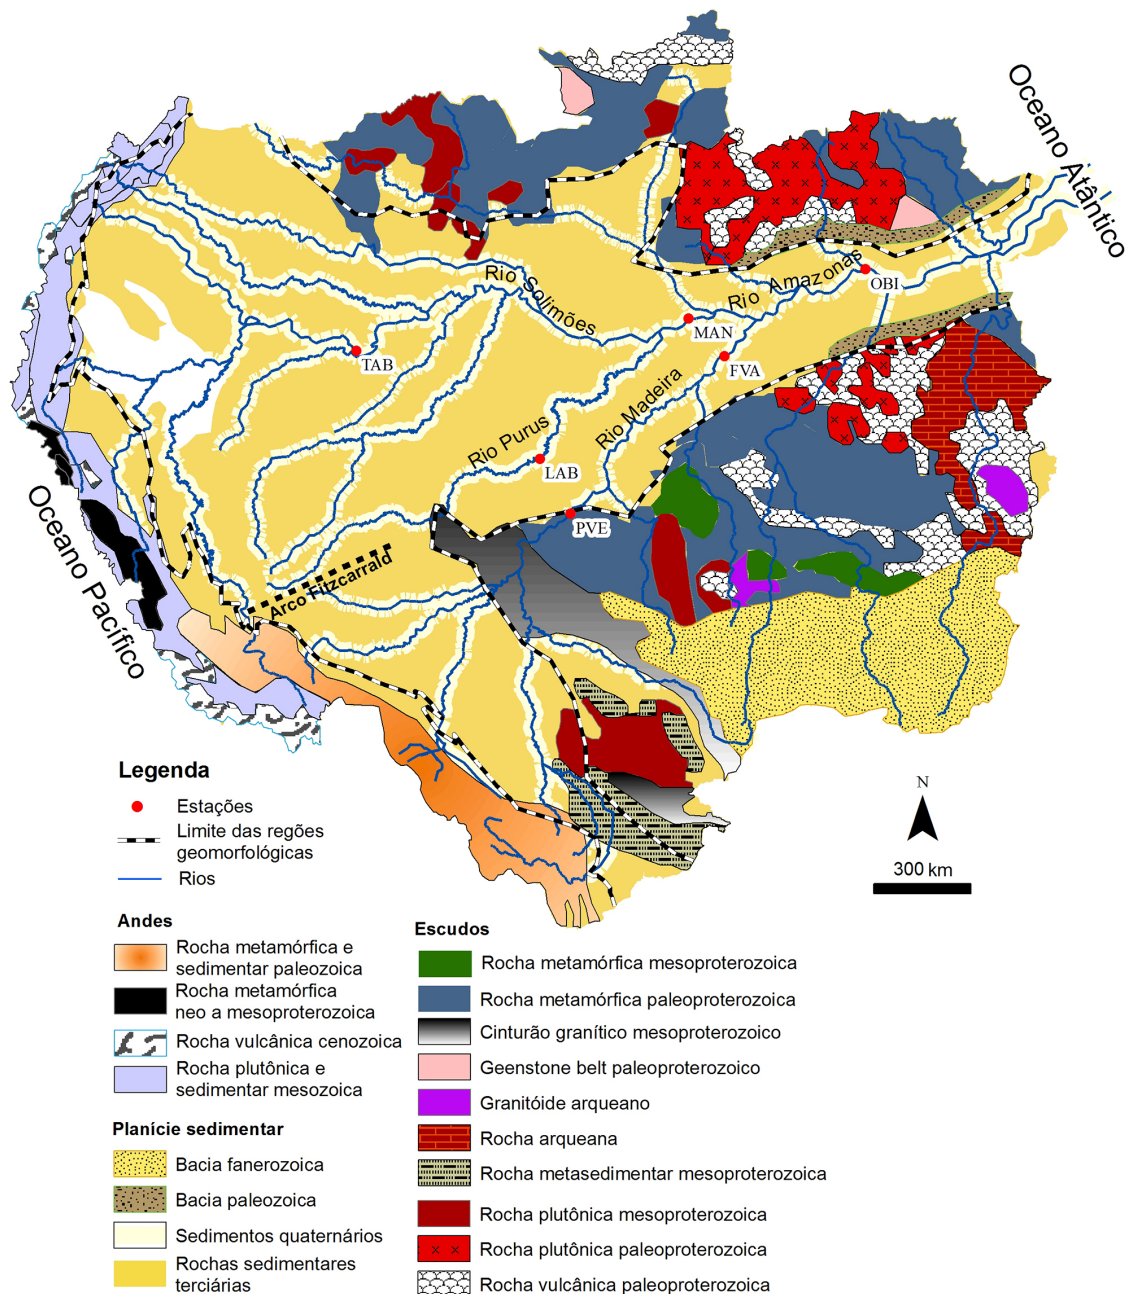 Oceano Atlântico
Rio Solimões
Rio Amazonas
OBI
MAN
TAB
FVA
Rio Madeira
Rio Purus
LAB
PVE
Oceano Pacífico
Arco Fitzcarrald
Legenda
Estações
Limite das regões
geomorfológicas
Rios
N
300 km
Andes
Rocha metamórfica e
sedimentar paleozoica
Rocha metamórfica
neo a mesoproterozoica
Rocha vulcânica cenozoica
Rocha plutônica e
sedimentar mesozoica
Planície sedimentar
Bacia fanerozoica
Bacia paleozoica
Sedimentos quaternários
Rochas sedimentares
terciárias
Escudos
Rocha metamórfica mesoproterozoica
Rocha metamórfica paleoproterozoica
Cinturão granítico mesoproterozoico
Geenstone belt paleoproterozoico
Granitóide arqueano
Rocha arqueana
Rocha metasedimentar mesoproterozoica
Rocha plutônica mesoproterozoica
Rocha plutônica paleoproterozoica
Rocha vulcânica paleoproterozoica